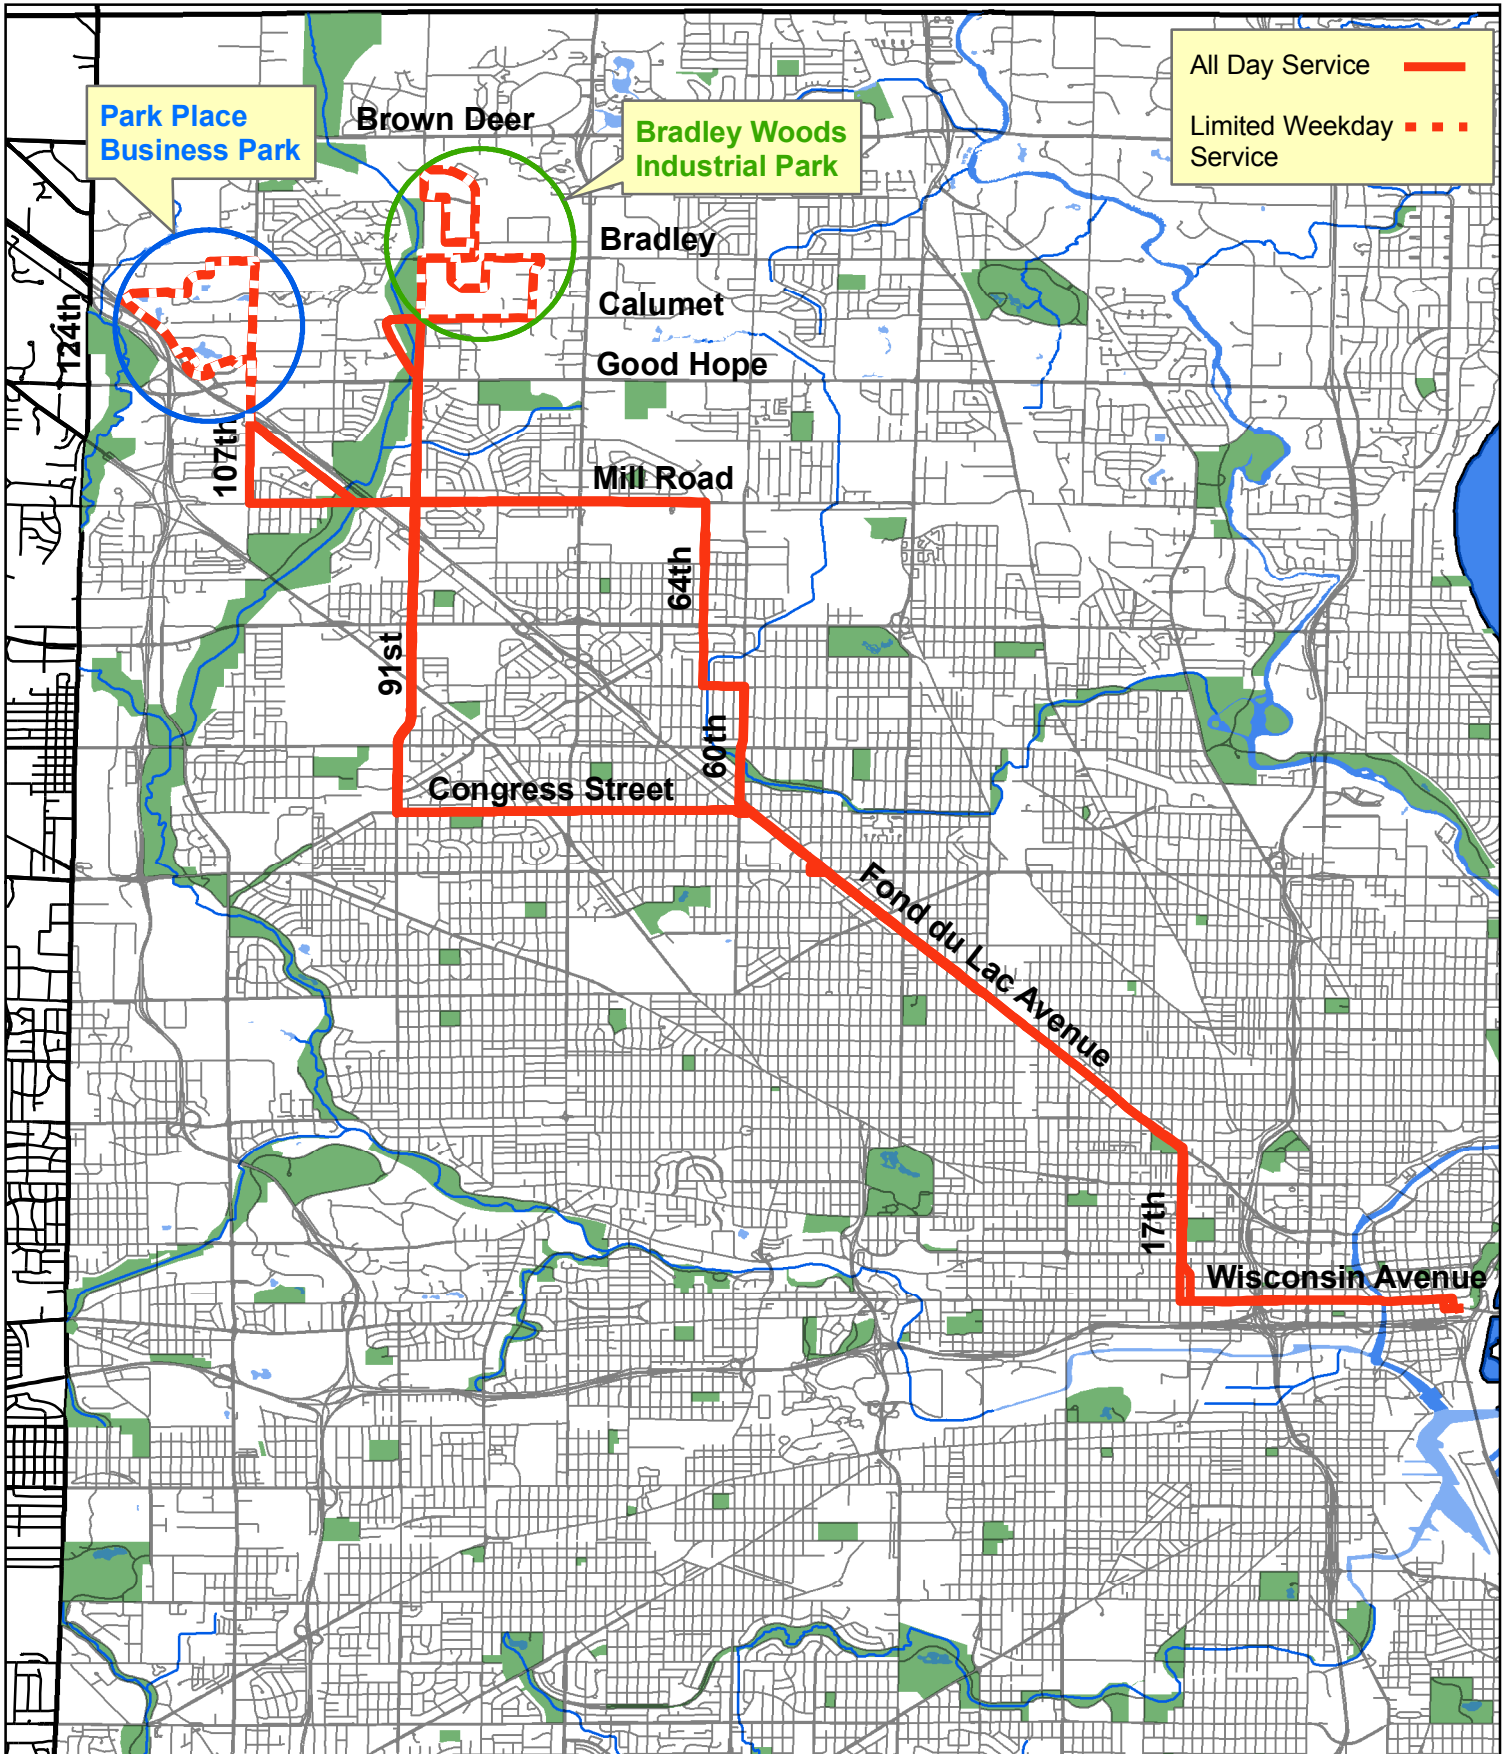 All Day Service
Limited Weekday
Service
Park Place
Business Park
Brown Deer
Bradley Woods
Industrial Park
Bradley
Calumet
Good Hope
124th
107th
Mill Road
64th
91st
60th
Congress Street
Fond du Lac Avenue
17th
Wisconsin Avenue